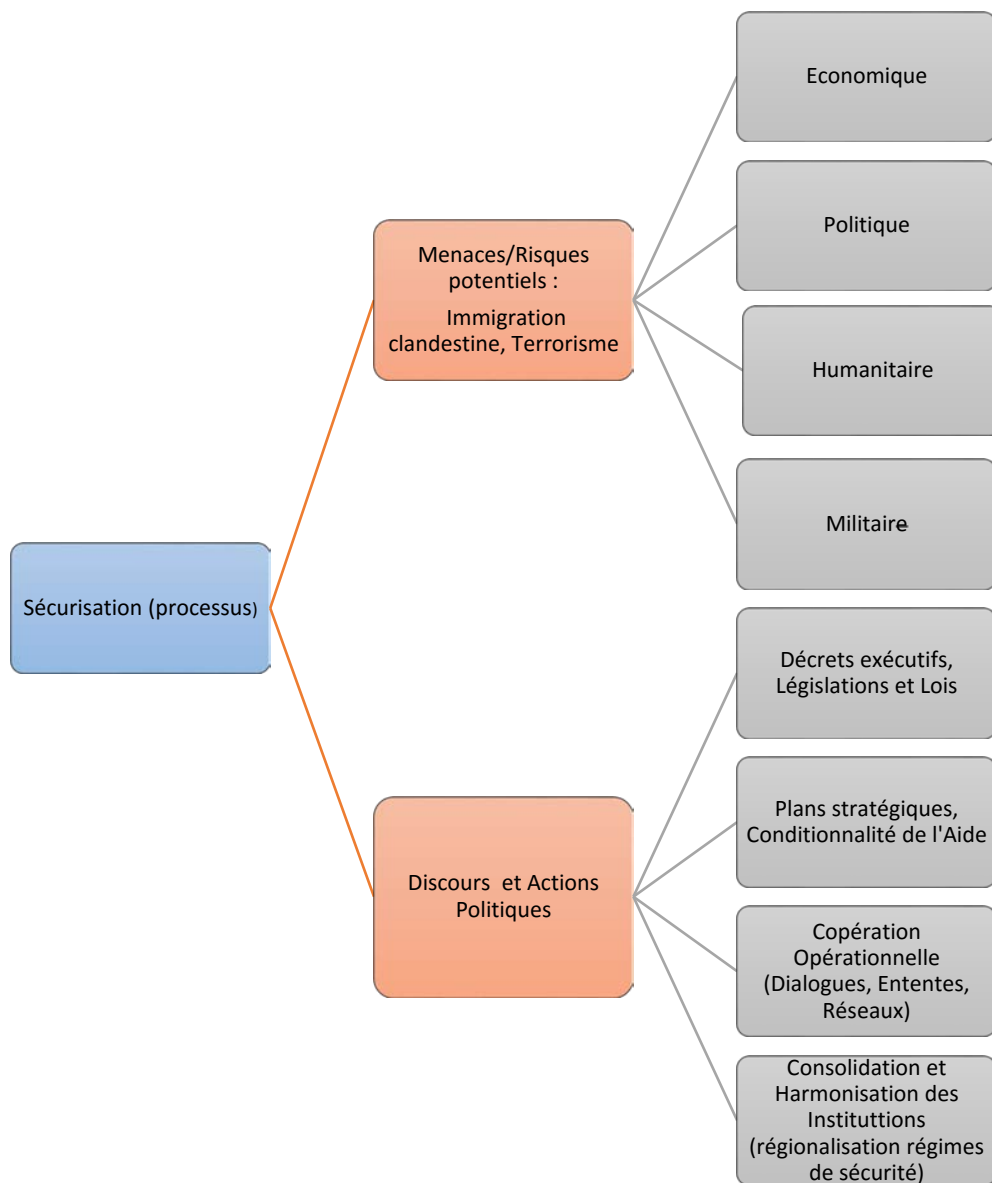 Economique
Politique
Menaces/Risques
potentiels :
Immigration
clandestine, Terrorisme
Humanitaire
Militaire
Sécurisation (processus)
Décrets exécutifs,
Législations et Lois
Plans stratégiques,
Conditionnalité de l'Aide
Discours et Actions
Politiques
Copération
Opérationnelle
(Dialogues, Ententes,
Réseaux)
Consolidation et
Harmonisation des
Instituttions
(régionalisation régimes
de sécurité)